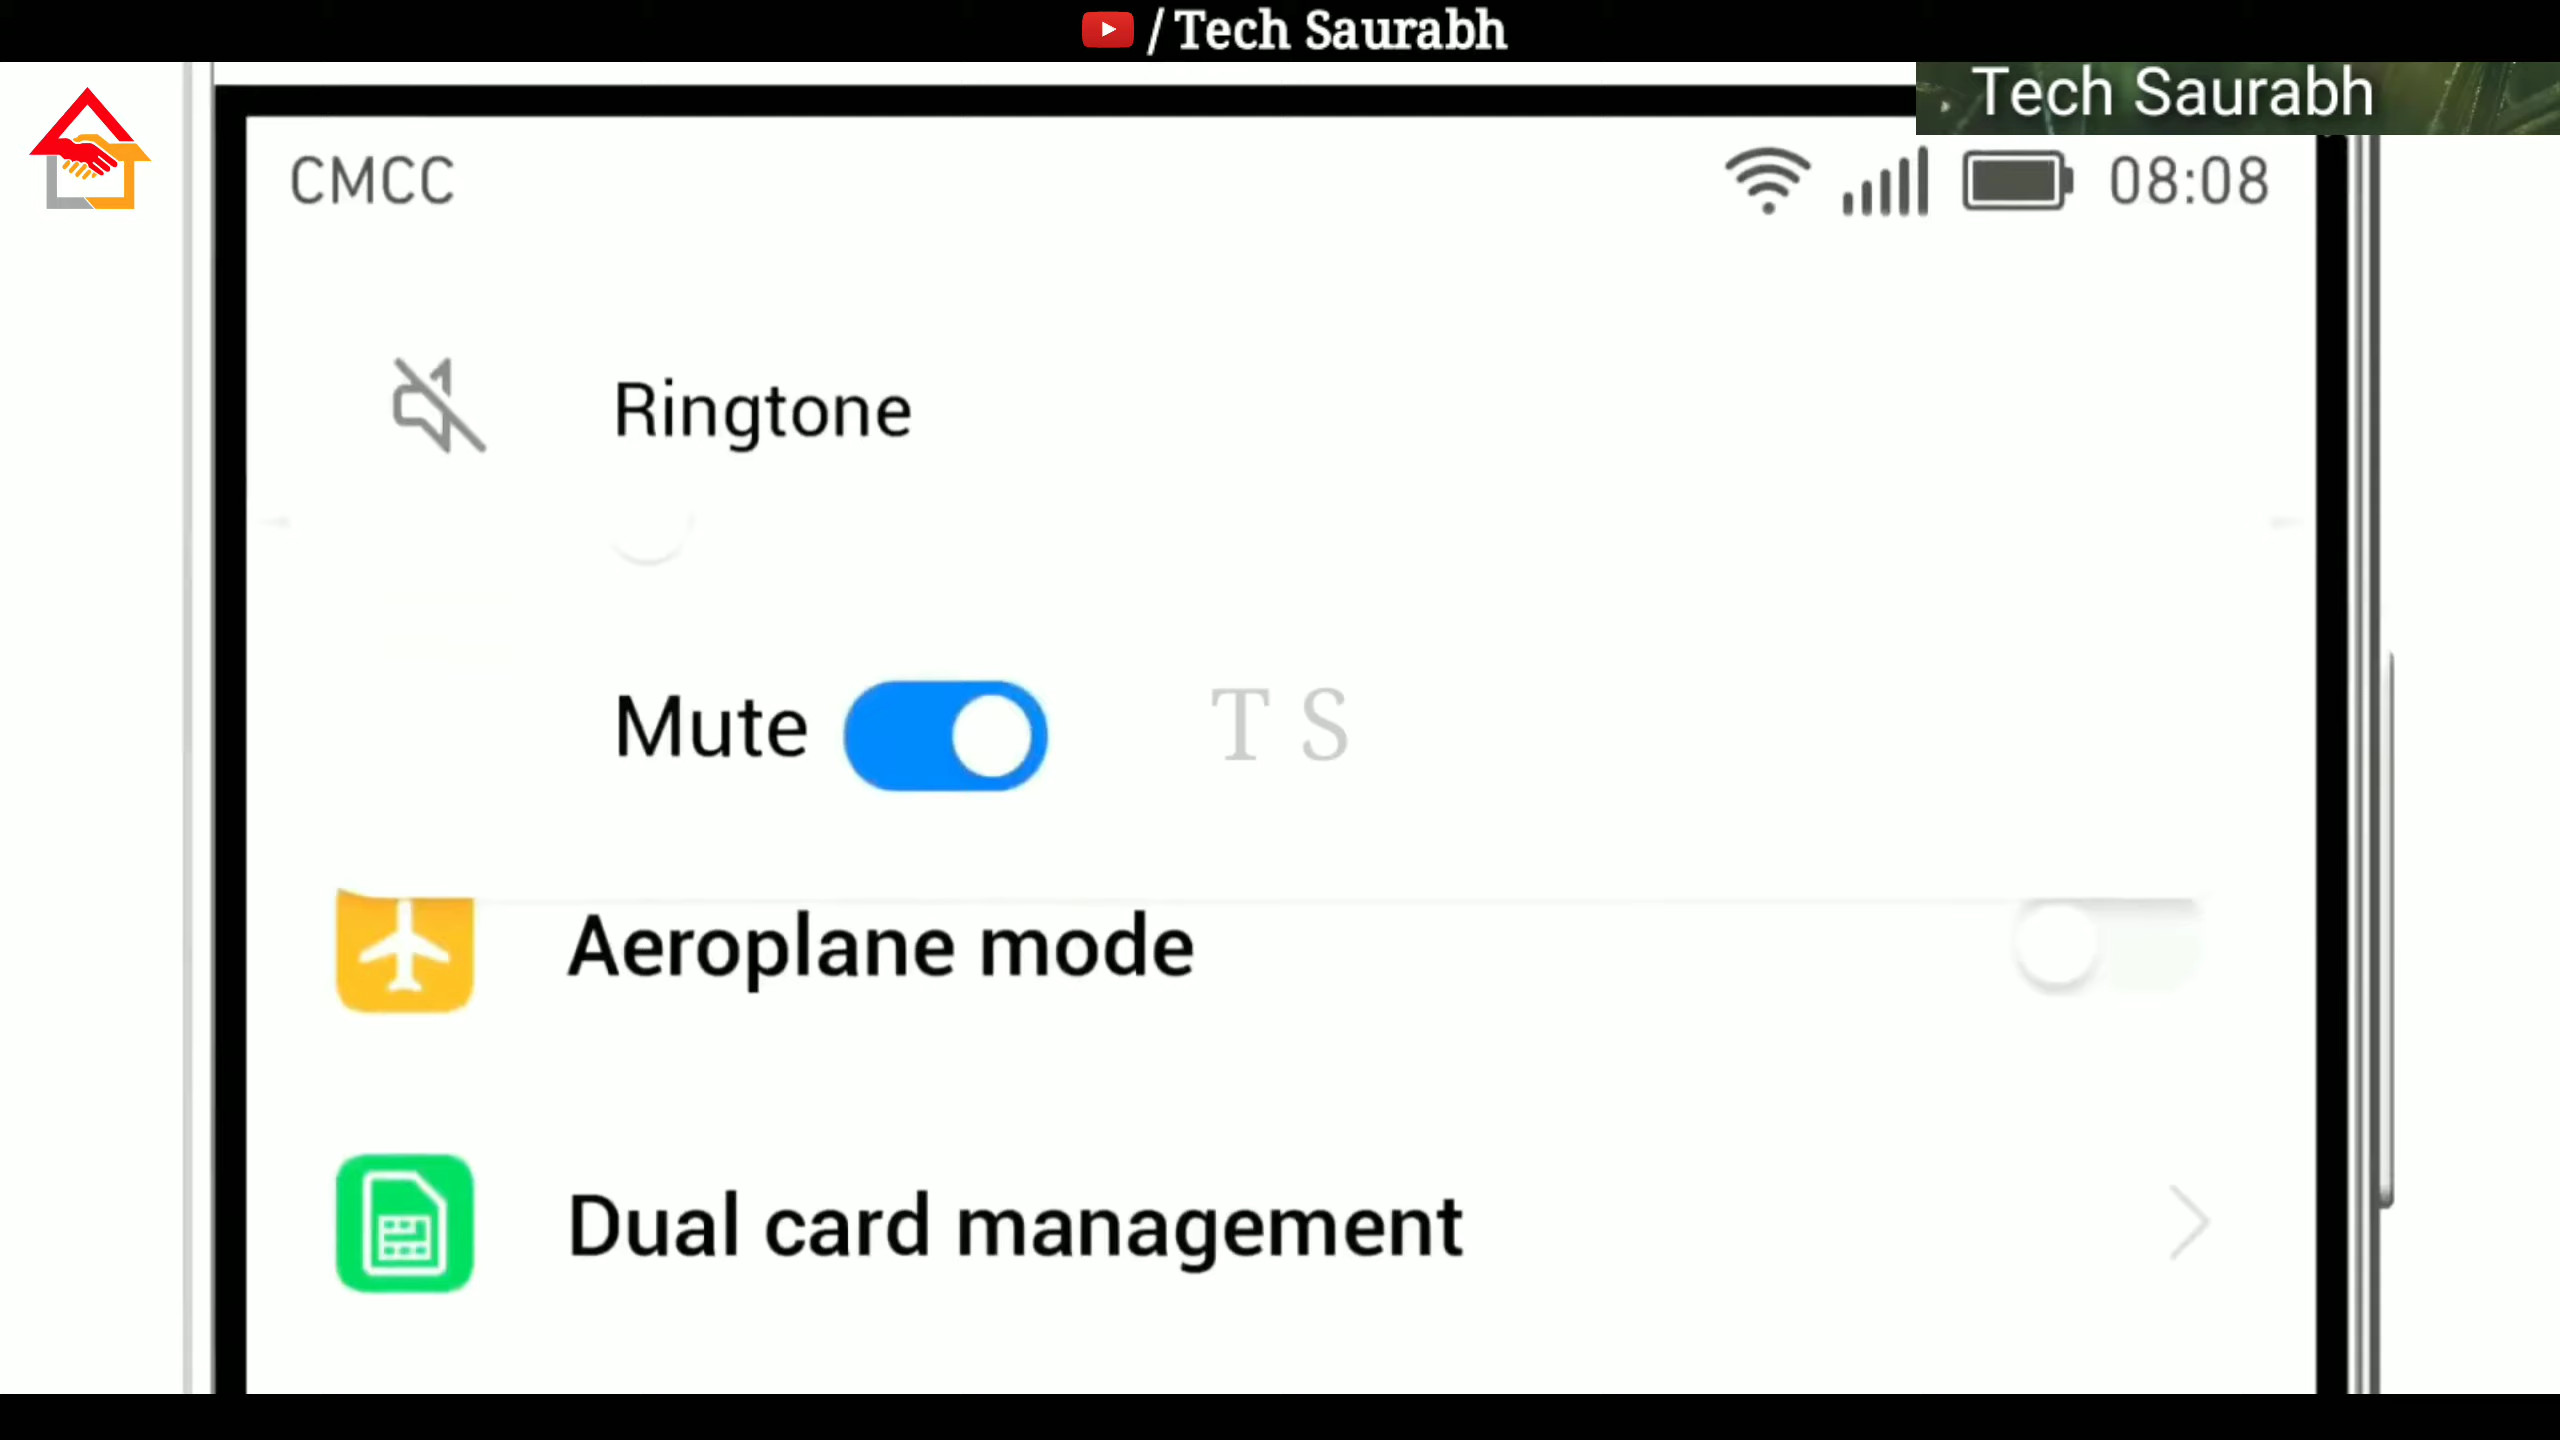 /Tech Saurabh
Tech Saurabh
CMCC 08:08
Ringtone
Mute
T S
Aeroplane mode
Dual card management